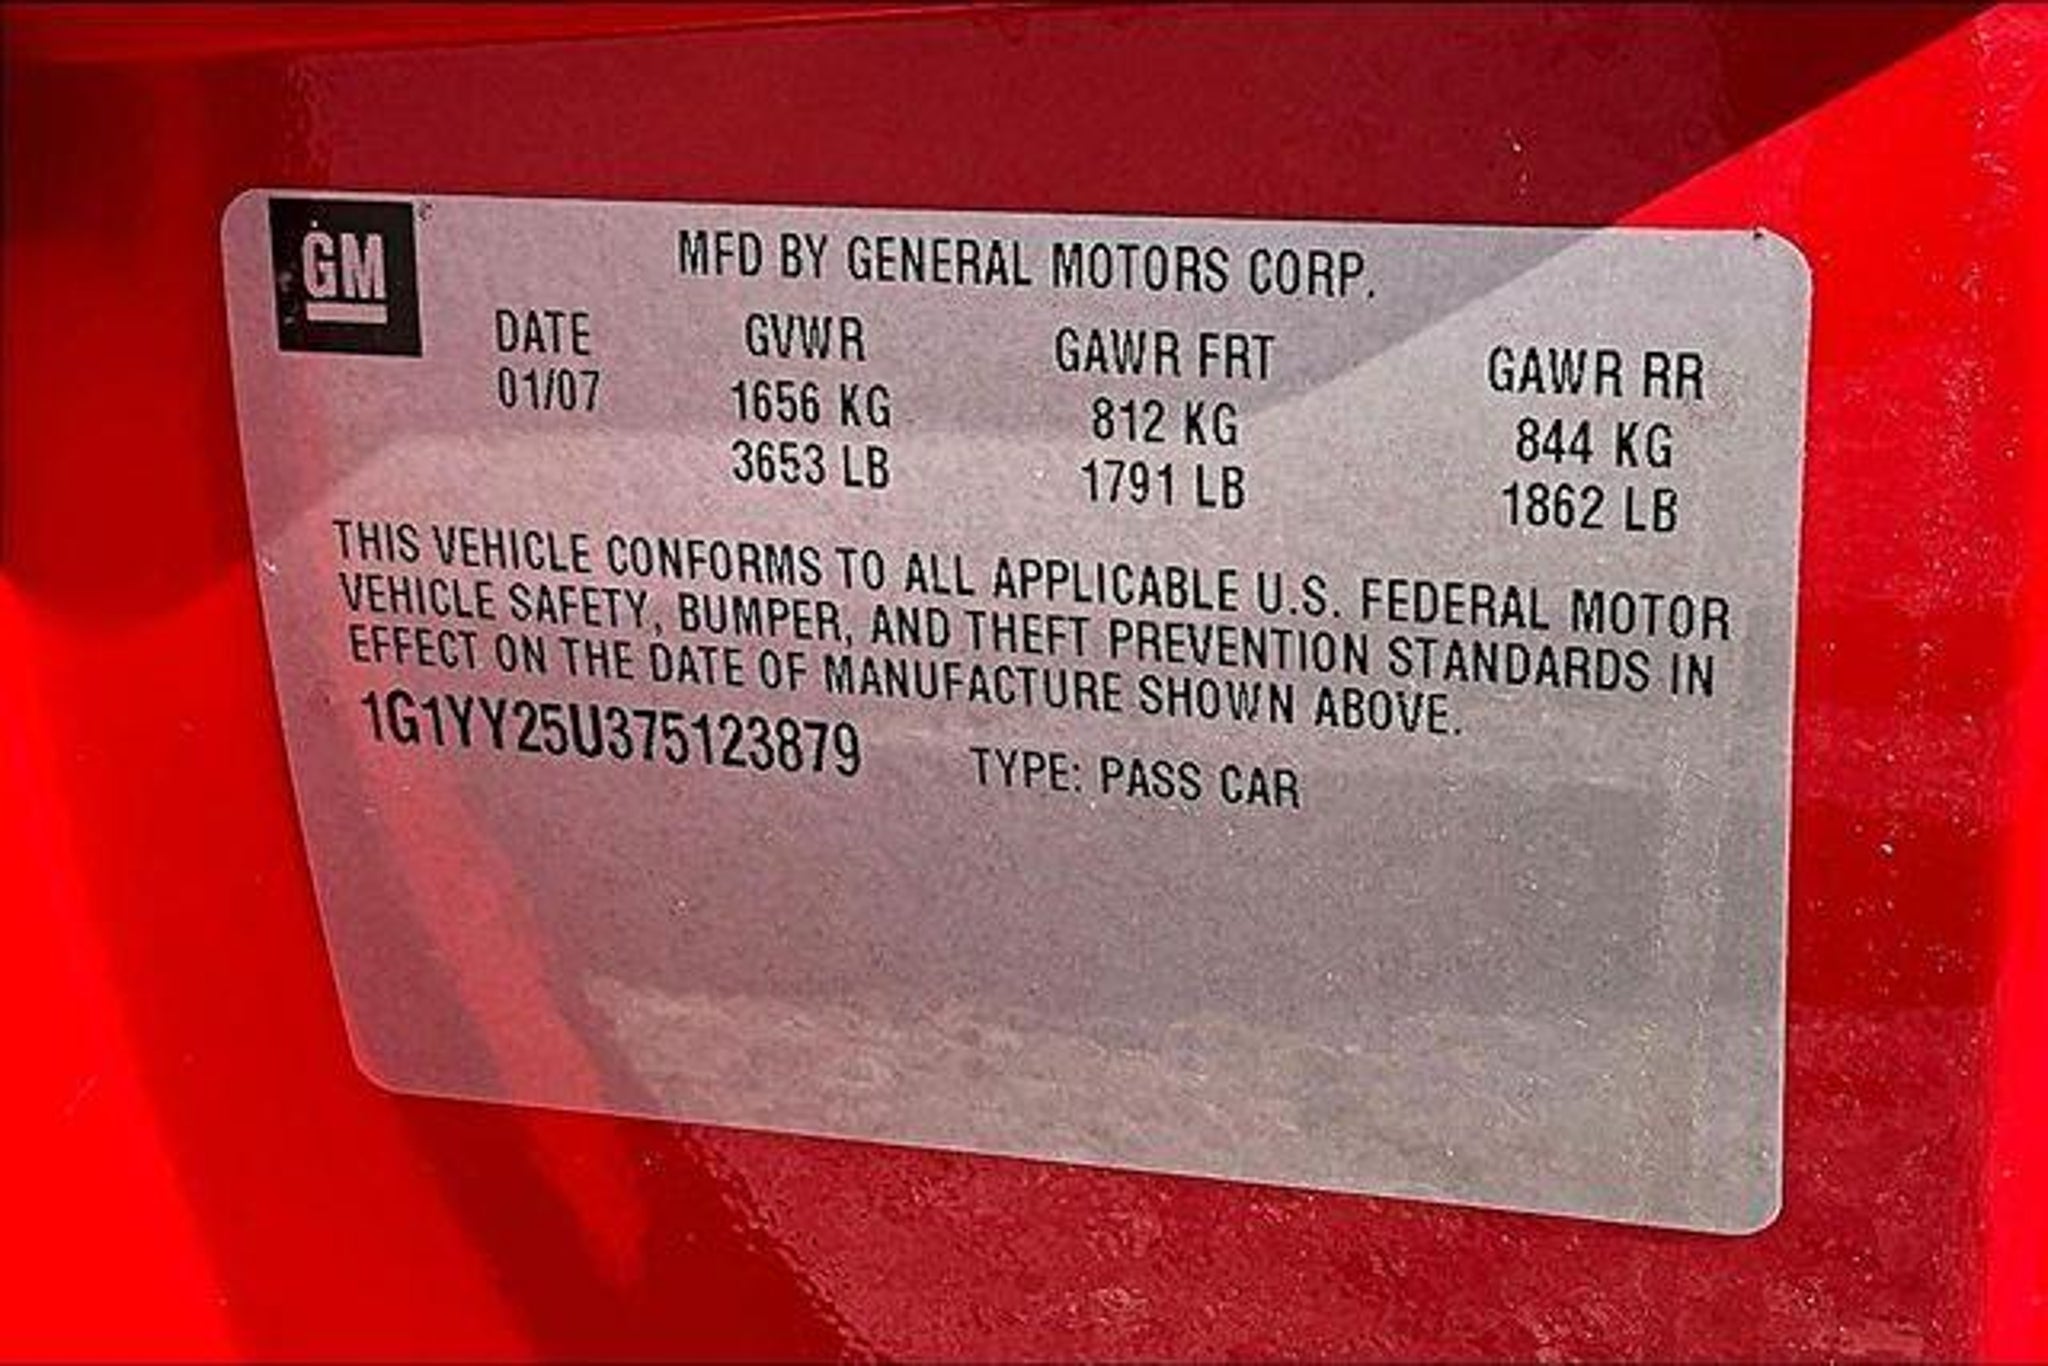 GM
MFD BY GENERAL MOTORS CORP.
DATE GVWR GAWR FRT GAWR RR
01/07 1656 KG 812 KG 844 KG
3653 LB 1791 LB 1862 LB
THIS VEHICLE CONFORMS TO ALL APPLICABLE U.S. FEDERAL MOTOR
VEHICLE SAFETY, BUMPER, AND THEFT PREVENTION STANDARDS IN
EFFECT ON THE DATE OF MANUFACTURE SHOWN ABOVE.
1G1YY25U375123879 TYPE: PASS CAR